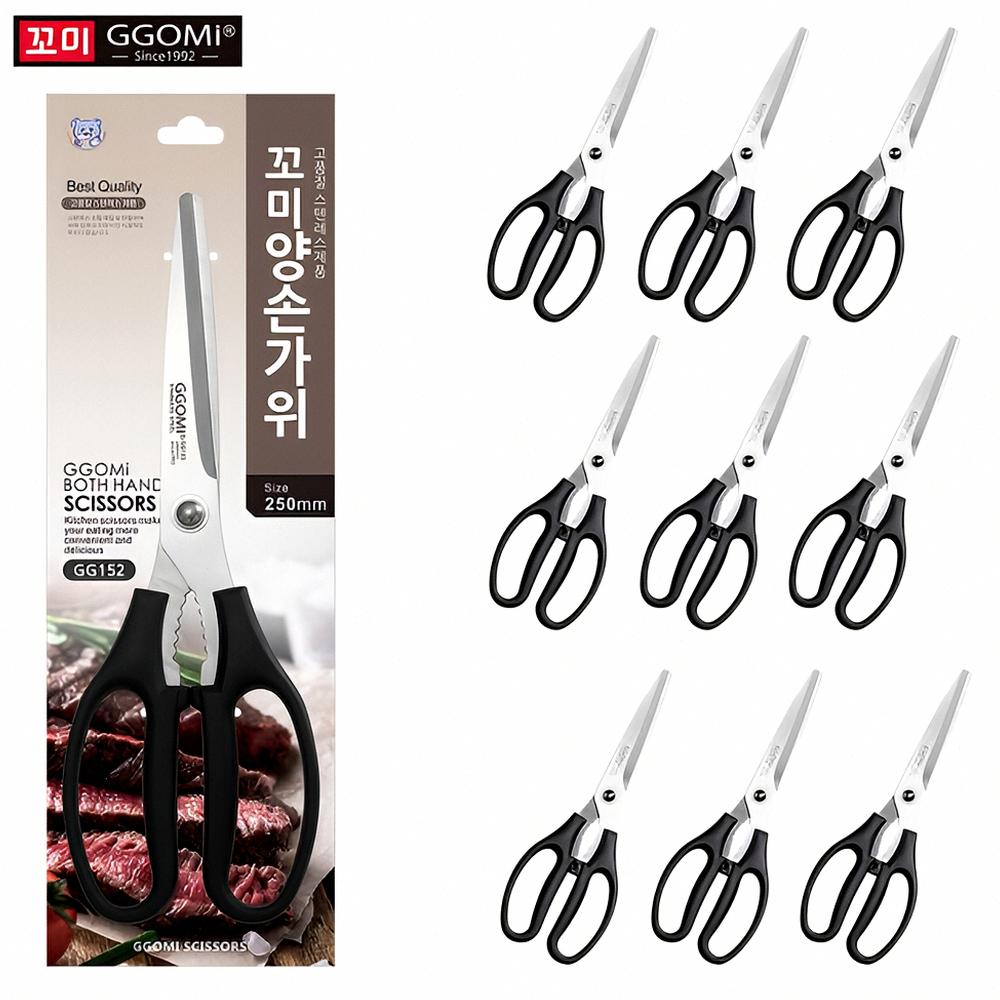 꼬미 GGOMi®
Since1992
Best Quality
고품질 스텐레스제품
꼬미양손가위
Size
250mm
GGOMI
GGOMi
BOTH HAND
SCISSORS
Kitchen scissors make
your eating more
convenient and
delicious
GG152
GGOMI SCISSORS